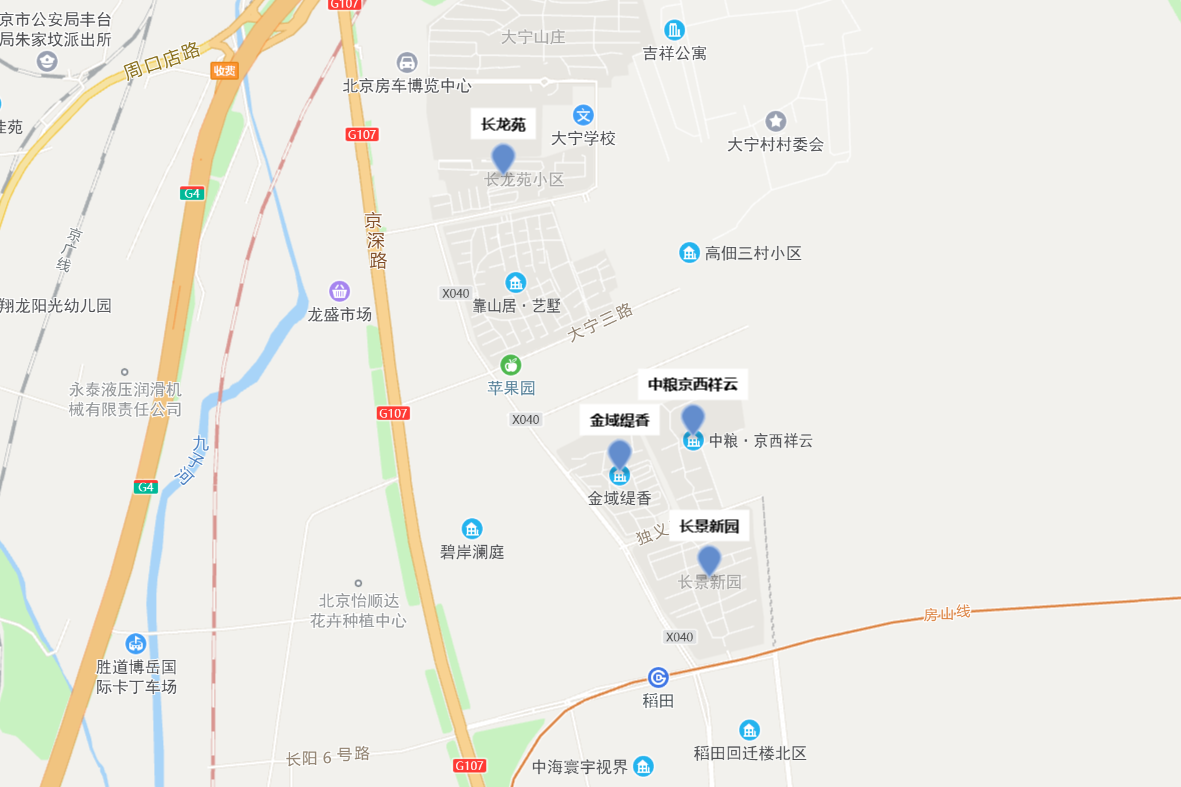 G107
京市公安局丰台
局朱家坟派出所
大宁山庄
吉祥公寓
周口店路
收费
北京房车博览中心
佳苑
长龙苑
大宁学校
G107
大宁村村委会
长龙苑小区
G4
京深路
京广线
高佃三村小区
X040
翔龙阳光幼儿园
龙盛市场
靠山居·艺墅
大宁三路
苹果园
永泰液压润滑机
械有限责任公司
中粮京西祥云
G107
X040
金域缇香
中粮·京西祥云
九子河
G4
金域缇香
长景新园
独义
碧岸澜庭
长景新园
北京怡顺达
花卉种植中心
房山线
X040
胜道博岳国
际卡丁车场
稻田
长阳6号路
稻田回迁楼北区
G107
中海寰宇视界